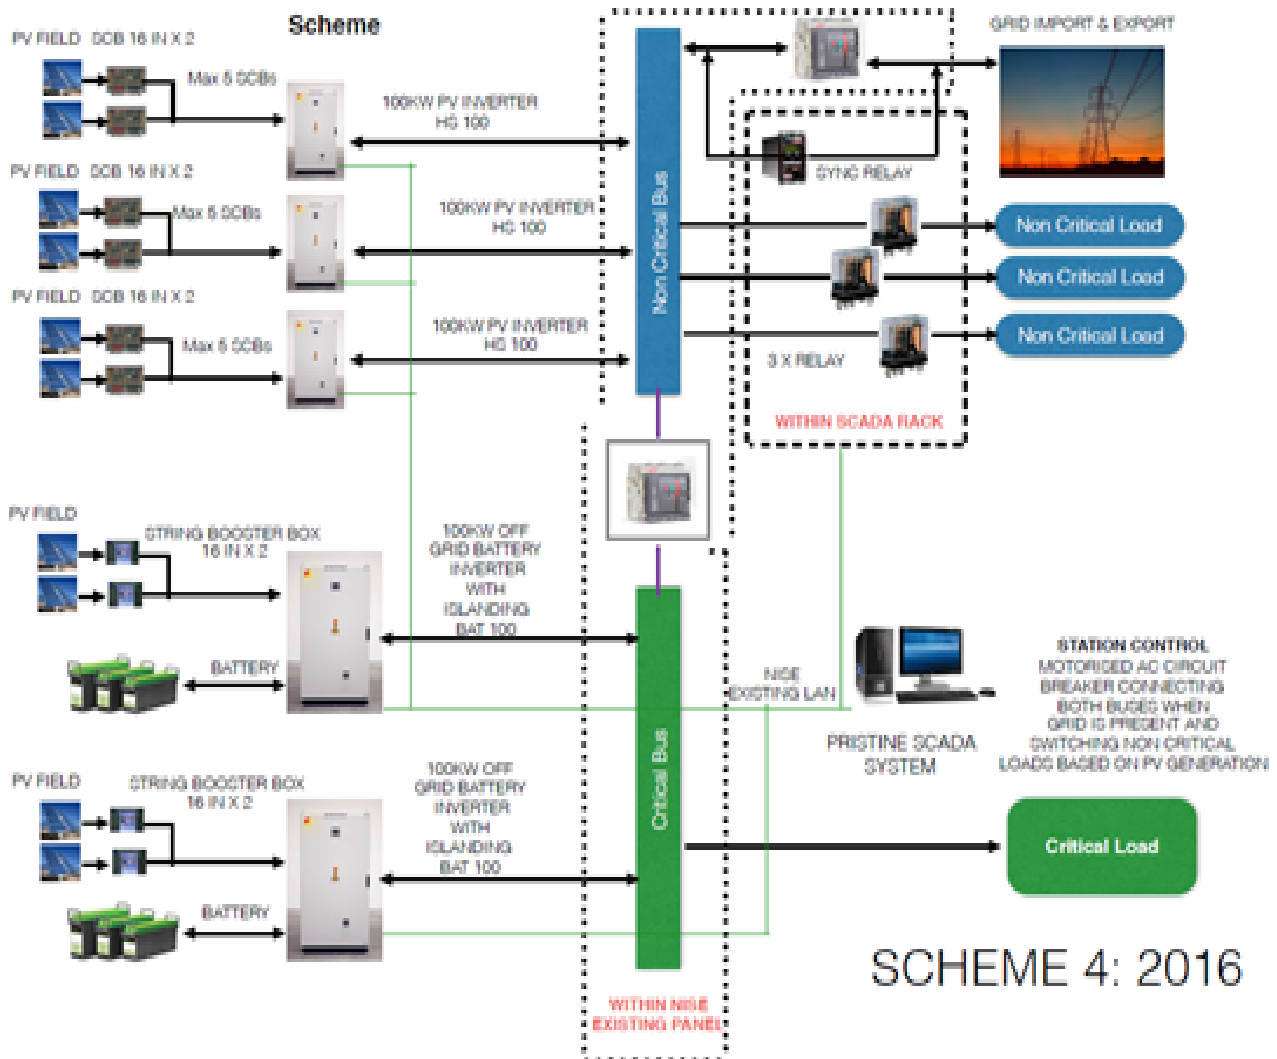 Scheme
PV FIELD SCB 16 IN X 2
Max 5 SCBs
100KW PV INVERTER
HS 100
PV FIELD SCB 16 IN X 2
Max 5 SCBs
100KW PV INVERTER
HS 100
PV FIELD SCB 16 IN X 2
Max 5 SCBs
100KW PV INVERTER
HS 100
Non Critical Bus
GRID IMPORT & EXPORT
SYNC RELAY
Non Critical Load
Non Critical Load
Non Critical Load
3 X RELAY
WITHIN SCADA RACK
PV FIELD
STRING BOOSTER BOX
16 IN X 2
100KW OFF
GRID BATTERY
INVERTER
WITH
ISLANDING
BAT 100
BATTERY
PV FIELD
STRING BOOSTER BOX
16 IN X 2
100KW OFF
GRID BATTERY
INVERTER
WITH
ISLANDING
BAT 100
BATTERY
Critical Bus
NISE
EXISTING LAN
PRISTINE SCADA
SYSTEM
STATION CONTROL
MOTORISED AC CIRCUIT
BREAKER CONNECTING
BOTH BUSES WHEN
GRID IS PRESENT AND
SWITCHING NON CRITICAL
LOADS BASED ON PV GENERATION
Critical Load
WITHIN NISE
EXISTING PANEL
SCHEME 4: 2016